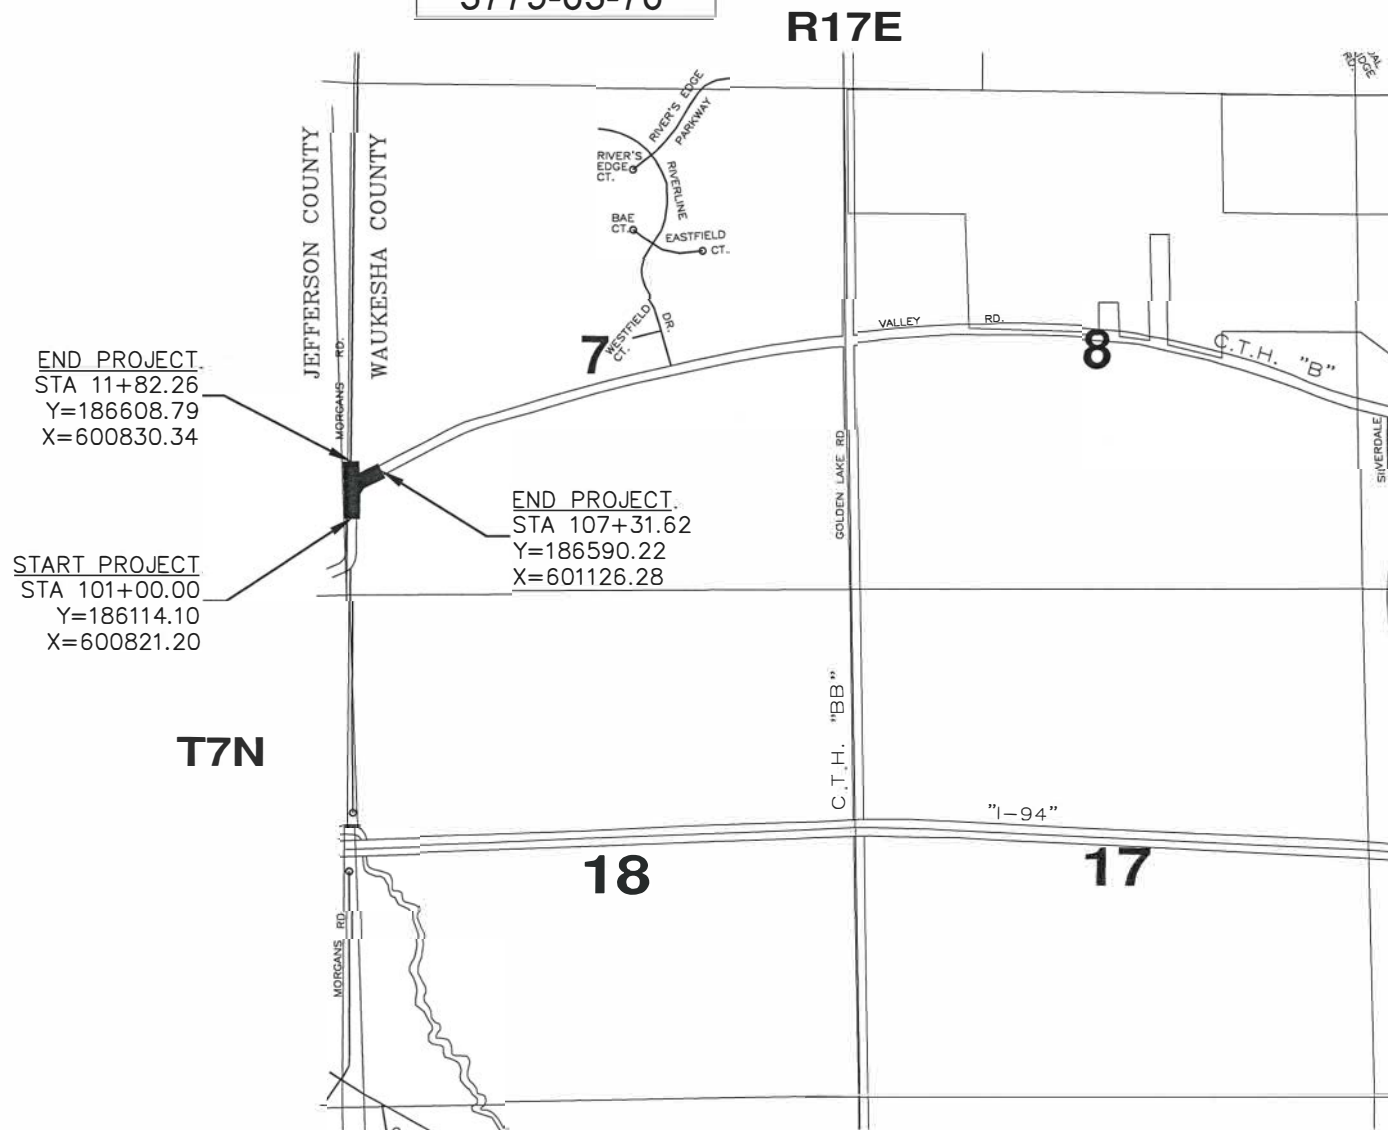 R17E
RIVER'S EDGE
PARKWAY
RIVER'S
EDGE
CT.
RIVERLINE
DR.
BAE
CT.
EASTFIELD
CT.
WESTFIELD
CT.
JEFFERSON COUNTY
WAUKESHA COUNTY
MORGANS RD.
7
VALLEY RD.
8
C.T.H. "B"
END PROJECT
STA 11+82.26
Y=186608.79
X=600830.34
GOLDEN LAKE RD
SILVERDALE
END PROJECT
STA 107+31.62
Y=186590.22
X=601126.28
START PROJECT
STA 101+00.00
Y=186114.10
X=600821.20
C.T.H. "BB"
T7N
"I-94"
18
17
MORGANS RD